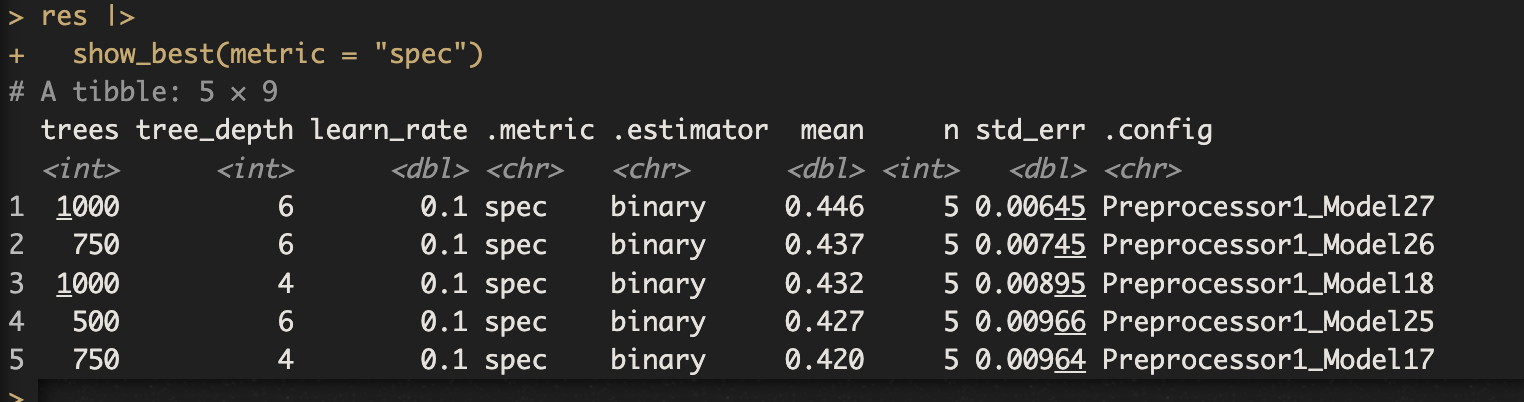 > res |>
+   show_best(metric = "spec")
# A tibble: 5 × 9
  trees tree_depth learn_rate .metric .estimator  mean     n std_err .config
  <int>      <int>      <dbl> <chr>   <chr>      <dbl> <int>   <dbl> <chr>
1  1000          6        0.1 spec    binary     0.446     5 0.00645 Preprocessor1_Model27
2   750          6        0.1 spec    binary     0.437     5 0.00745 Preprocessor1_Model26
3  1000          4        0.1 spec    binary     0.432     5 0.00895 Preprocessor1_Model18
4   500          6        0.1 spec    binary     0.427     5 0.00966 Preprocessor1_Model25
5   750          4        0.1 spec    binary     0.420     5 0.00964 Preprocessor1_Model17
>